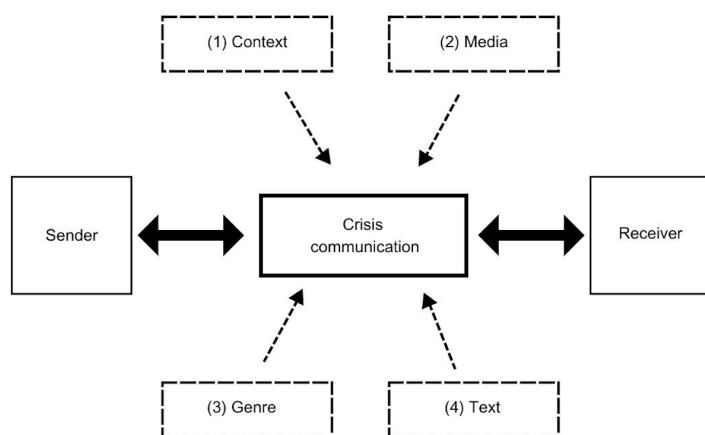 (1) Context
(2) Media
Sender
Crisis
communication
Receiver
(3) Genre
(4) Text